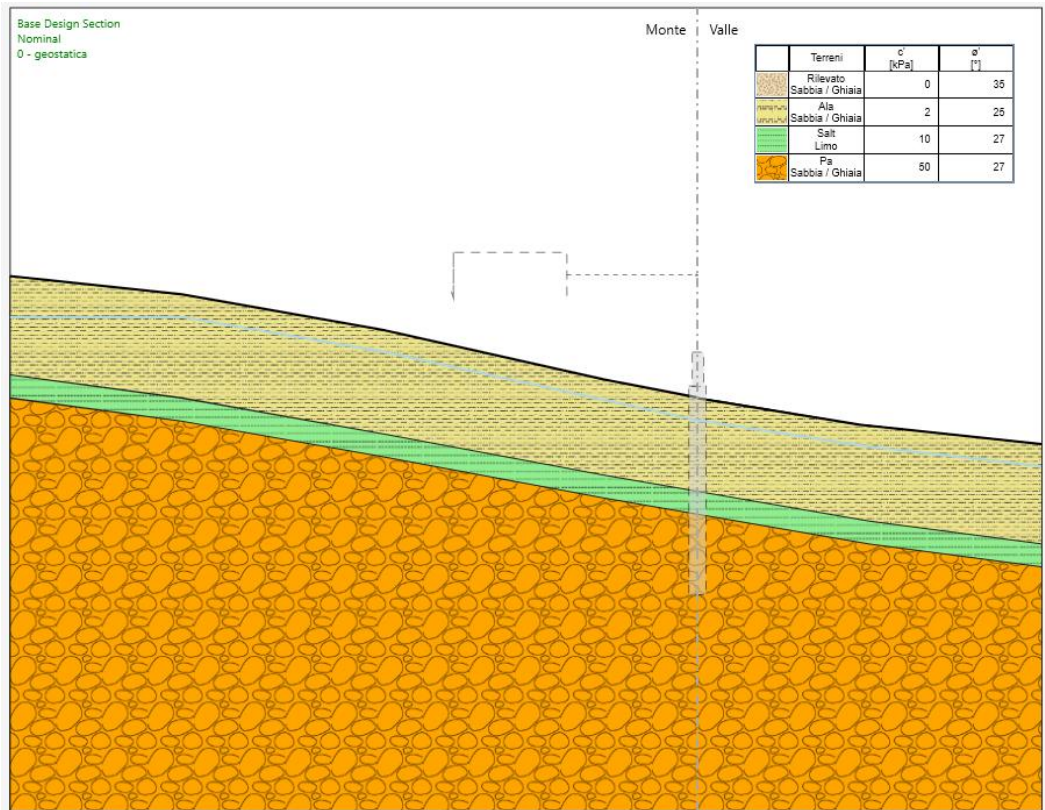 Base Design Section
Nominal
0 - geostatica
Monte Valle
Terreni c' ø'
[kPa] [°]
Rilevato
Sabbia / Ghiaia 0 35
Ala
Sabbia / Ghiaia 2 25
Salt
Limo 10 27
Pa
Sabbia / Ghiaia 50 27